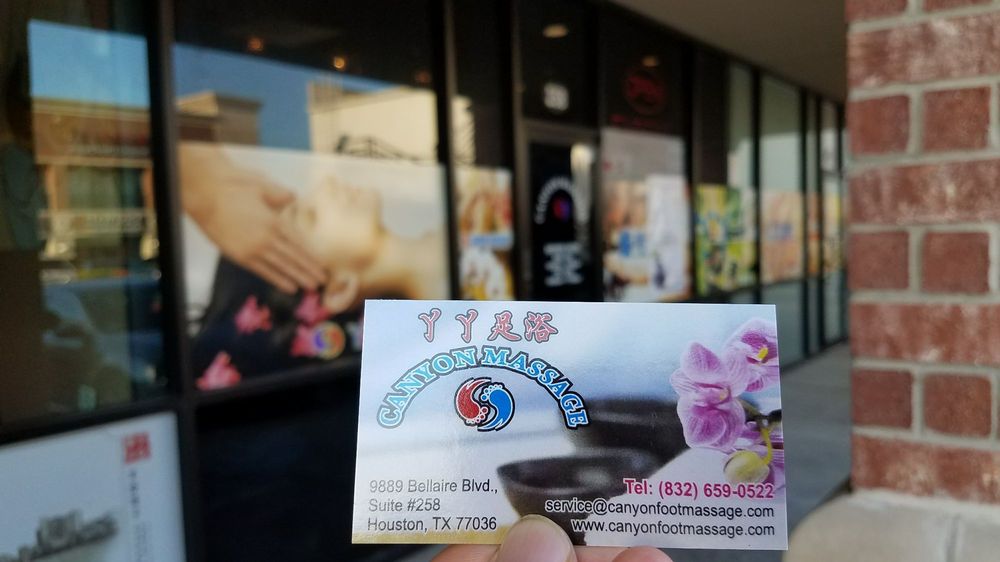 丫丫足浴
CANYON MASSAGE
9889 Bellaire Blvd.,
Suite #258
Houston, TX 77036
Tel: (832) 659-0522
service@canyonfootmassage.com
www.canyonfootmassage.com